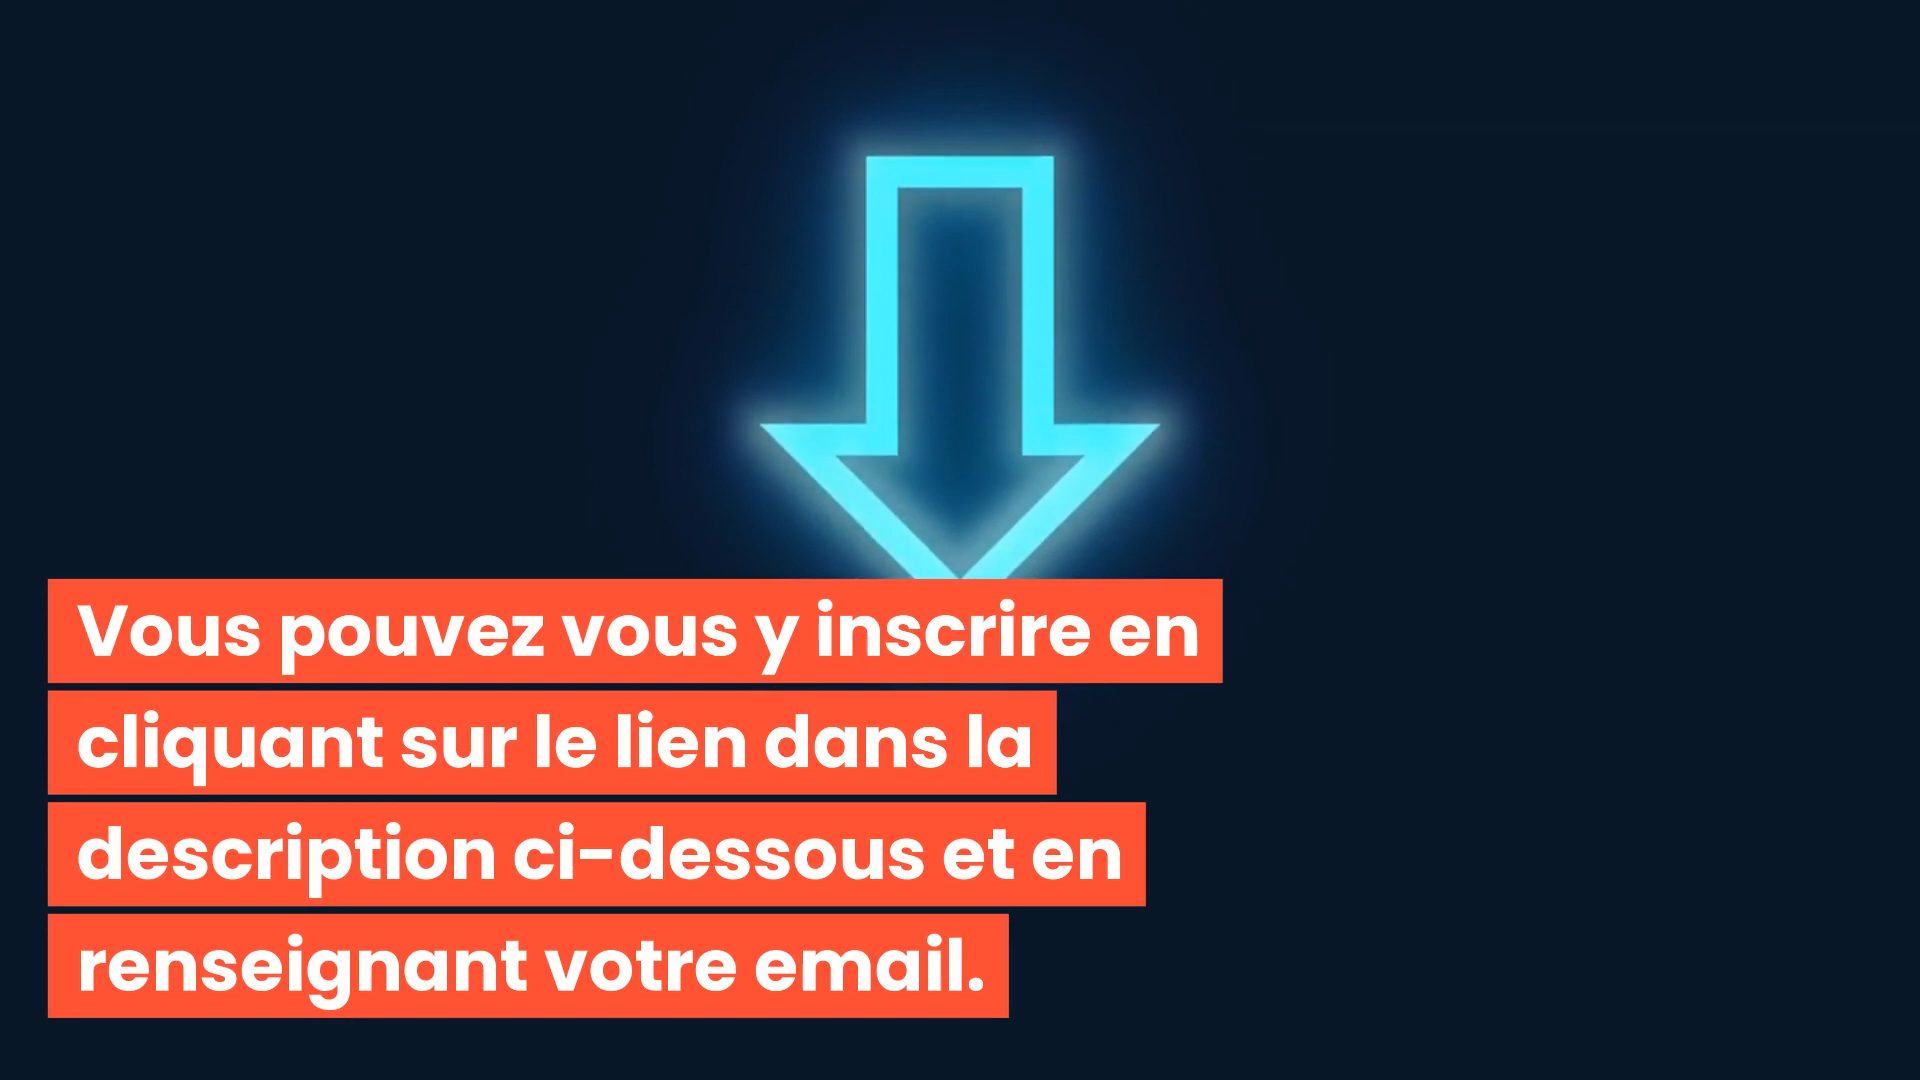 Vous pouvez vous y inscrire en
cliquant sur le lien dans la
description ci-dessous et en
renseignant votre email.